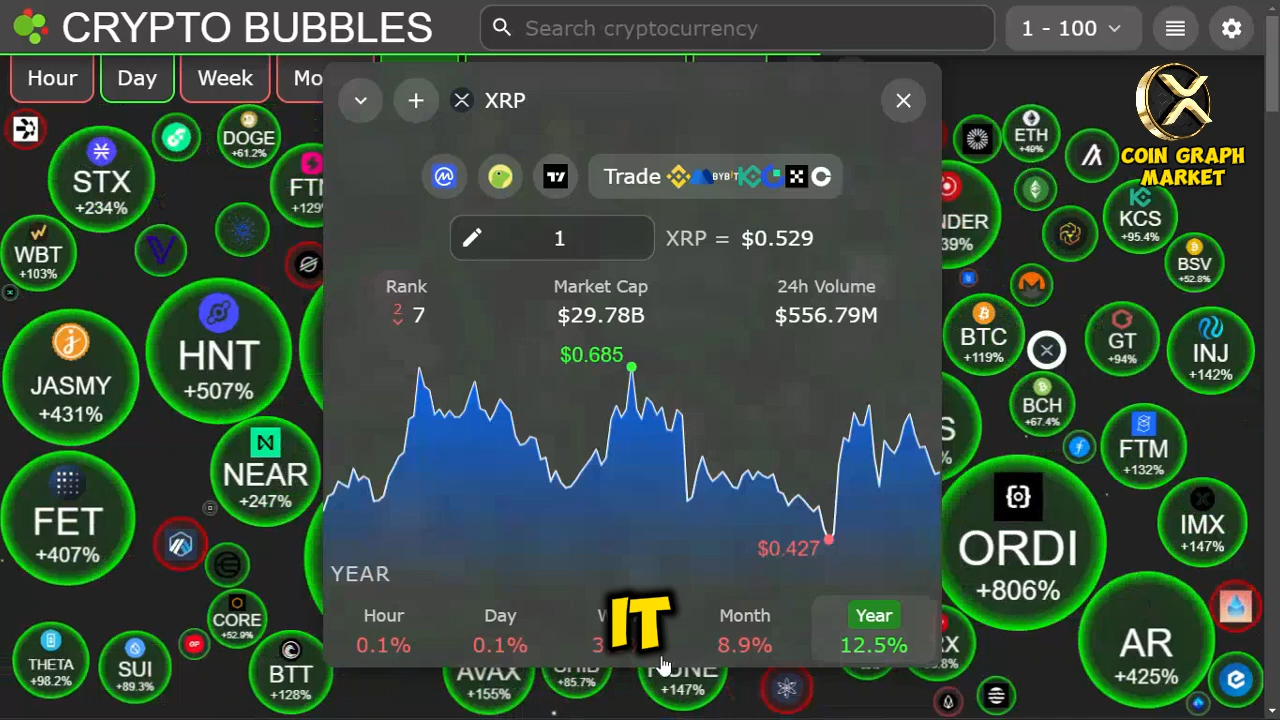 CRYPTO BUBBLES
Search cryptocurrency
1 - 100
Hour
Day
Week
XRP
COIN GRAPH
MARKET
Trade
BYBIT
1
XRP = $0.529
Rank
Market Cap
24h Volume
2
7
$29.78B
$556.79M
$0.685
$0.427
YEAR
Hour
Day
Month
Year
0.1%
0.1%
8.9%
12.5%
IT
DOGE
+61.2%
STX
+234%
WBT
+103%
HNT
+507%
JASMY
+431%
NEAR
+247%
FET
+407%
CORE
+52.9%
THETA
+98.2%
SUI
+89.3%
BTT
+128%
AVAX
+155%
+85.7%
+147%
ETH
+49%
KCS
+95.4%
BSV
+52.8%
BTC
+119%
GT
+94%
INJ
+142%
BCH
+67.4%
FTM
+132%
ORDI
+806%
IMX
+147%
AR
+425%